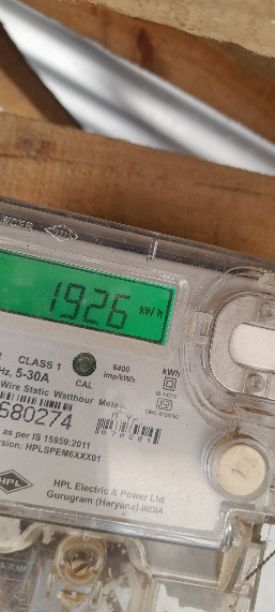 1926 kWh
CLASS 1
Hz, 5-30A
CAL
6400
imp/kWh
kWh
Wire Static Watthour Meter
680274
as per IS 15959:2011
HPLSPEM6XXX01
HPL
HPL Electric & Power Ltd.
Gurugram (Haryana) INDIA